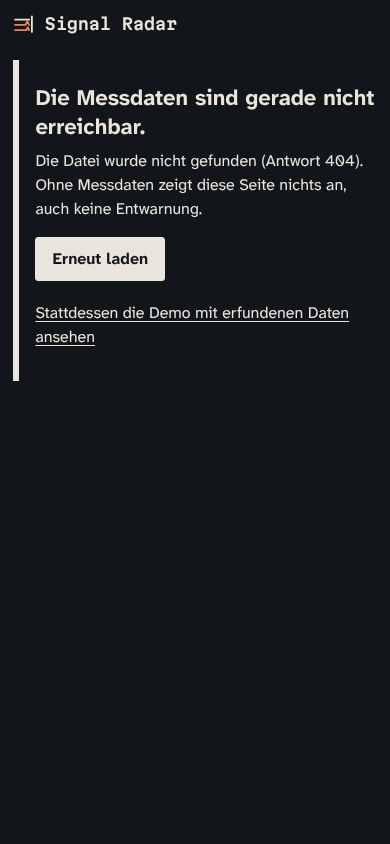 Signal Radar
Die Messdaten sind gerade nicht
erreichbar.
Die Datei wurde nicht gefunden (Antwort 404).
Ohne Messdaten zeigt diese Seite nichts an,
auch keine Entwarnung.
Erneut laden
Stattdessen die Demo mit erfundenen Daten
ansehen